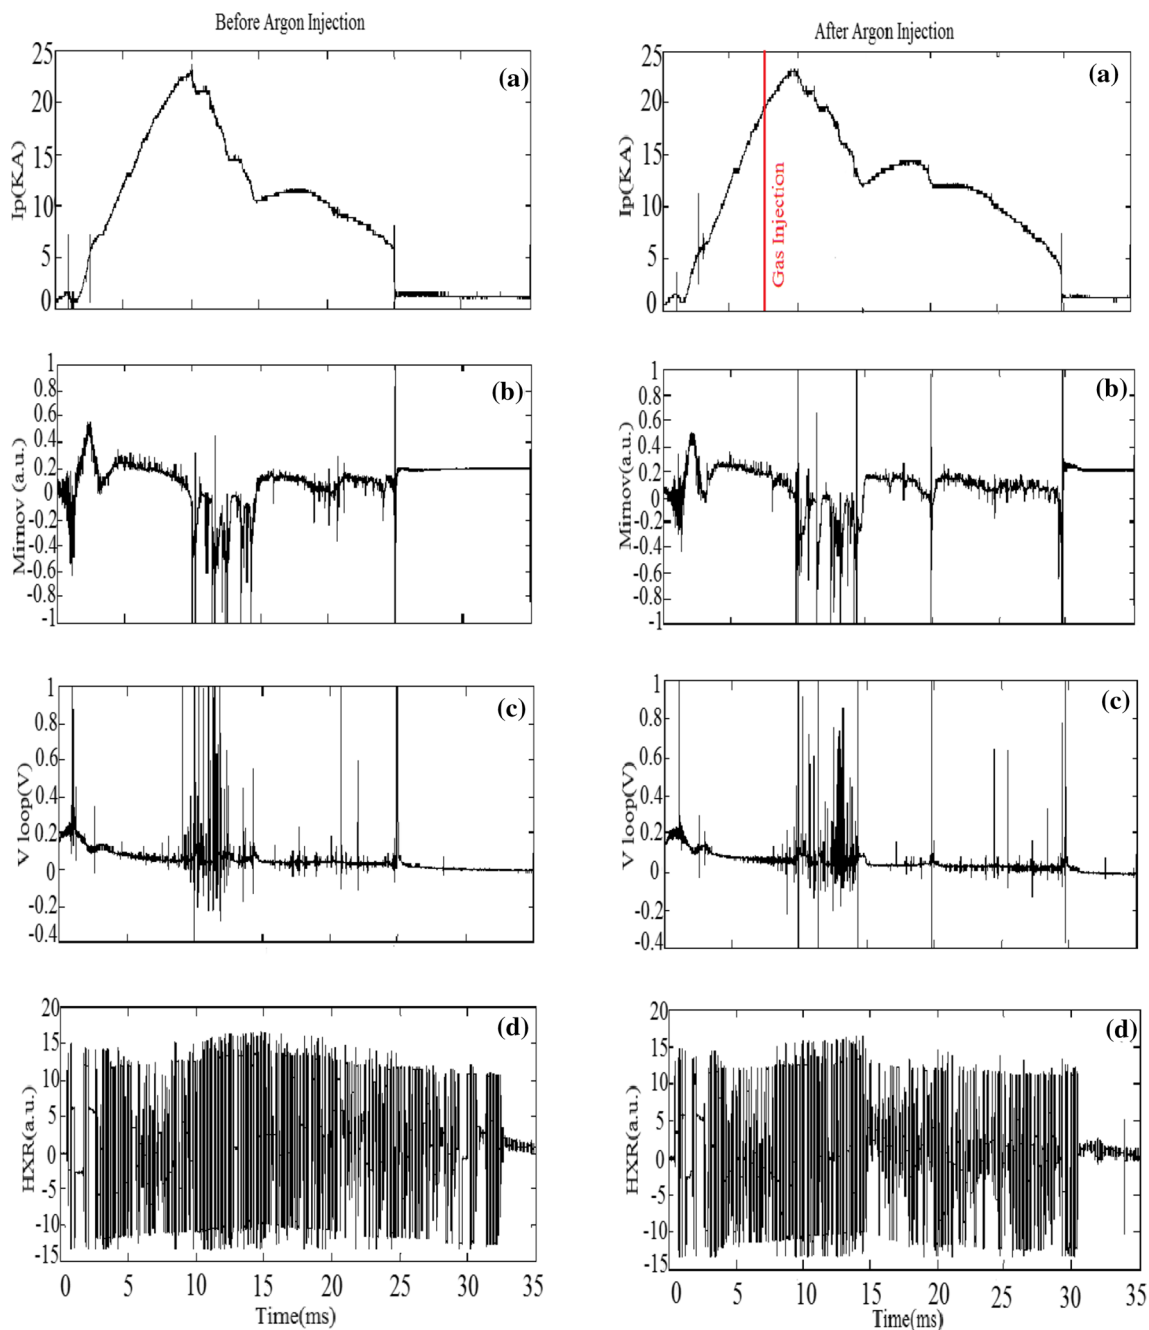 Before Argon Injection
25
20
15
10
5
0
Ip(KA)
(a)
1
0.8
0.6
0.4
0.2
0
-0.2
-0.4
-0.6
-0.8
-1
Mirnov (a.u.)
(b)
1
0.8
0.6
0.4
0.2
0
-0.2
-0.4
V loop(V)
(c)
20
15
10
5
0
-5
-10
-15
HXR(a.u.)
(d)
0 5 10 15 20 25 30 35
Time(ms)
After Argon Injection
25
20
15
10
5
0
Ip(KA)
Gas Injection
(a)
1
0.8
0.6
0.4
0.2
0
-0.2
-0.4
-0.6
-0.8
-1
Mirnov(a.u.)
(b)
1
0.8
0.6
0.4
0.2
0
-0.2
-0.4
V loop(V)
(c)
20
15
10
5
0
-5
-10
-15
HXR(a.u.)
(d)
0 5 10 15 20 25 30 35
Time(ms)